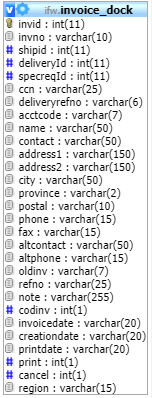 ifw.invoice_dock
invid : int(11)
invno : varchar(10)
shipid : int(11)
deliveryId : int(11)
specreqId : int(11)
ccn : varchar(25)
deliveryrefno : varchar(6)
acctcode : varchar(7)
name : varchar(50)
contact : varchar(50)
address1 : varchar(150)
address2 : varchar(150)
city : varchar(50)
province : varchar(2)
postal : varchar(10)
phone : varchar(15)
fax : varchar(15)
altcontact : varchar(50)
altphone : varchar(15)
oldinv : varchar(7)
refno : varchar(25)
note : varchar(255)
codinv : int(1)
invoicedate : varchar(20)
creationdate : varchar(20)
printdate : varchar(20)
print : int(1)
cancel : int(1)
region : varchar(15)